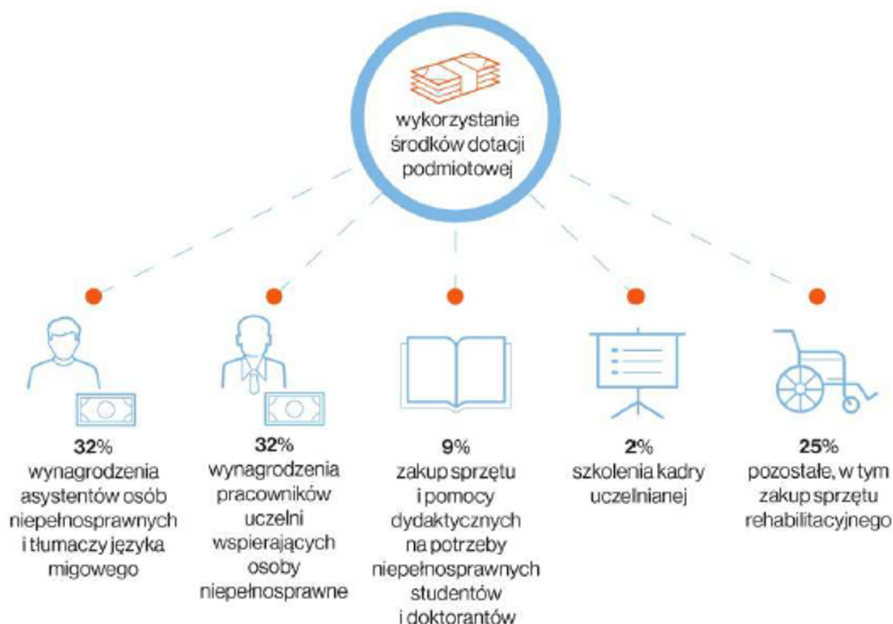 wykorzystanie
środków dotacji
podmiotowej
32%
wynagrodzenia
asystentów osób
niepełnosprawnych
i tłumaczy języka
migowego
32%
wynagrodzenia
pracowników
uczelni
wspierających
osoby
niepełnosprawne
9%
zakup sprzętu
i pomocy
dydaktycznych
na potrzeby
niepełnosprawnych
studentów
i doktorantów
2%
szkolenia kadry
uczelnianej
25%
pozostałe, w tym
zakup sprzętu
rehabilitacyjnego